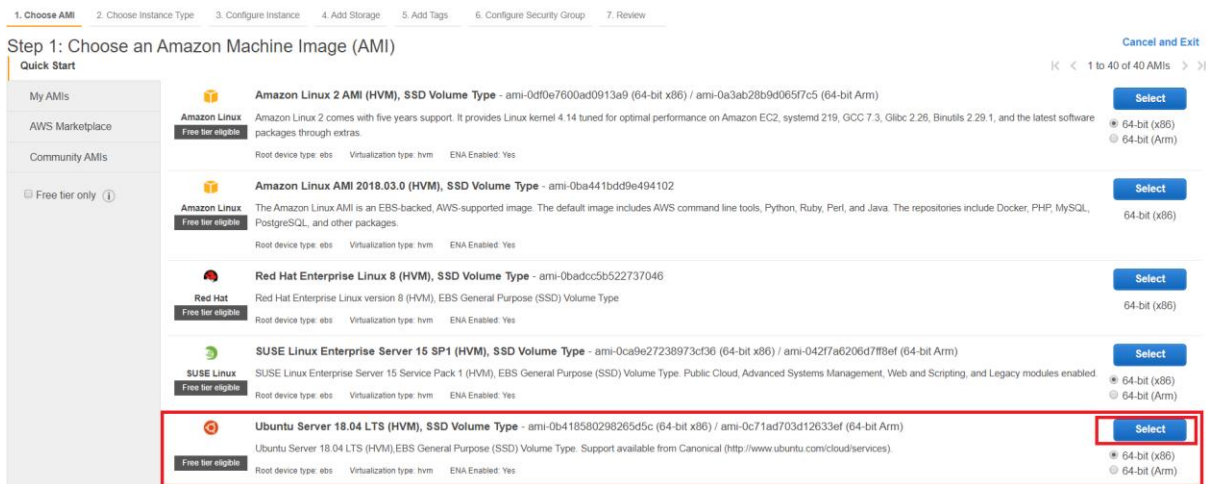 1. Choose AMI 2. Choose Instance Type 3. Configure Instance 4. Add Storage 5. Add Tags 6. Configure Security Group 7. Review
Step 1: Choose an Amazon Machine Image (AMI)
Cancel and Exit
Quick Start
1 to 40 of 40 AMIs
My AMIs
AWS Marketplace
Community AMIs
Free tier only
Amazon Linux
Free tier eligible
Amazon Linux 2 AMI (HVM), SSD Volume Type - ami-0df0e7600ad0913a9 (64-bit x86) / ami-0a3ab28b9d065f7c5 (64-bit Arm)
Amazon Linux 2 comes with five years support. It provides Linux kernel 4.14 tuned for optimal performance on Amazon EC2, systemd 219, GCC 7.3, Glibc 2.26, Binutils 2.29.1, and the latest software
packages through extras.
Root device type: ebs Virtualization type: hvm ENA Enabled: Yes
Select
64-bit (x86)
64-bit (Arm)
Amazon Linux
Free tier eligible
Amazon Linux AMI 2018.03.0 (HVM), SSD Volume Type - ami-0ba441bdd9e494102
The Amazon Linux AMI is an EBS-backed, AWS-supported image. The default image includes AWS command line tools, Python, Ruby, Perl, and Java. The repositories include Docker, PHP, MySQL,
PostgreSQL, and other packages.
Root device type: ebs Virtualization type: hvm ENA Enabled: Yes
Select
64-bit (x86)
Red Hat
Free tier eligible
Red Hat Enterprise Linux 8 (HVM), SSD Volume Type - ami-0badcc5b522737046
Red Hat Enterprise Linux version 8 (HVM), EBS General Purpose (SSD) Volume Type
Root device type: ebs Virtualization type: hvm ENA Enabled: Yes
Select
64-bit (x86)
SUSE Linux
Free tier eligible
SUSE Linux Enterprise Server 15 SP1 (HVM), SSD Volume Type - ami-0ca9e27238973cf36 (64-bit x86) / ami-042f7a6206d7ff8ef (64-bit Arm)
SUSE Linux Enterprise Server 15 Service Pack 1 (HVM), EBS General Purpose (SSD) Volume Type. Public Cloud, Advanced Systems Management, Web and Scripting, and Legacy modules enabled.
Root device type: ebs Virtualization type: hvm ENA Enabled: Yes
Select
64-bit (x86)
64-bit (Arm)
Free tier eligible
Ubuntu Server 18.04 LTS (HVM), SSD Volume Type - ami-0b418580298265d5c (64-bit x86) / ami-0c71ad703d12633ef (64-bit Arm)
Ubuntu Server 18.04 LTS (HVM),EBS General Purpose (SSD) Volume Type. Support available from Canonical (http://www.ubuntu.com/cloud/services).
Root device type: ebs Virtualization type: hvm ENA Enabled: Yes
Select
64-bit (x86)
64-bit (Arm)